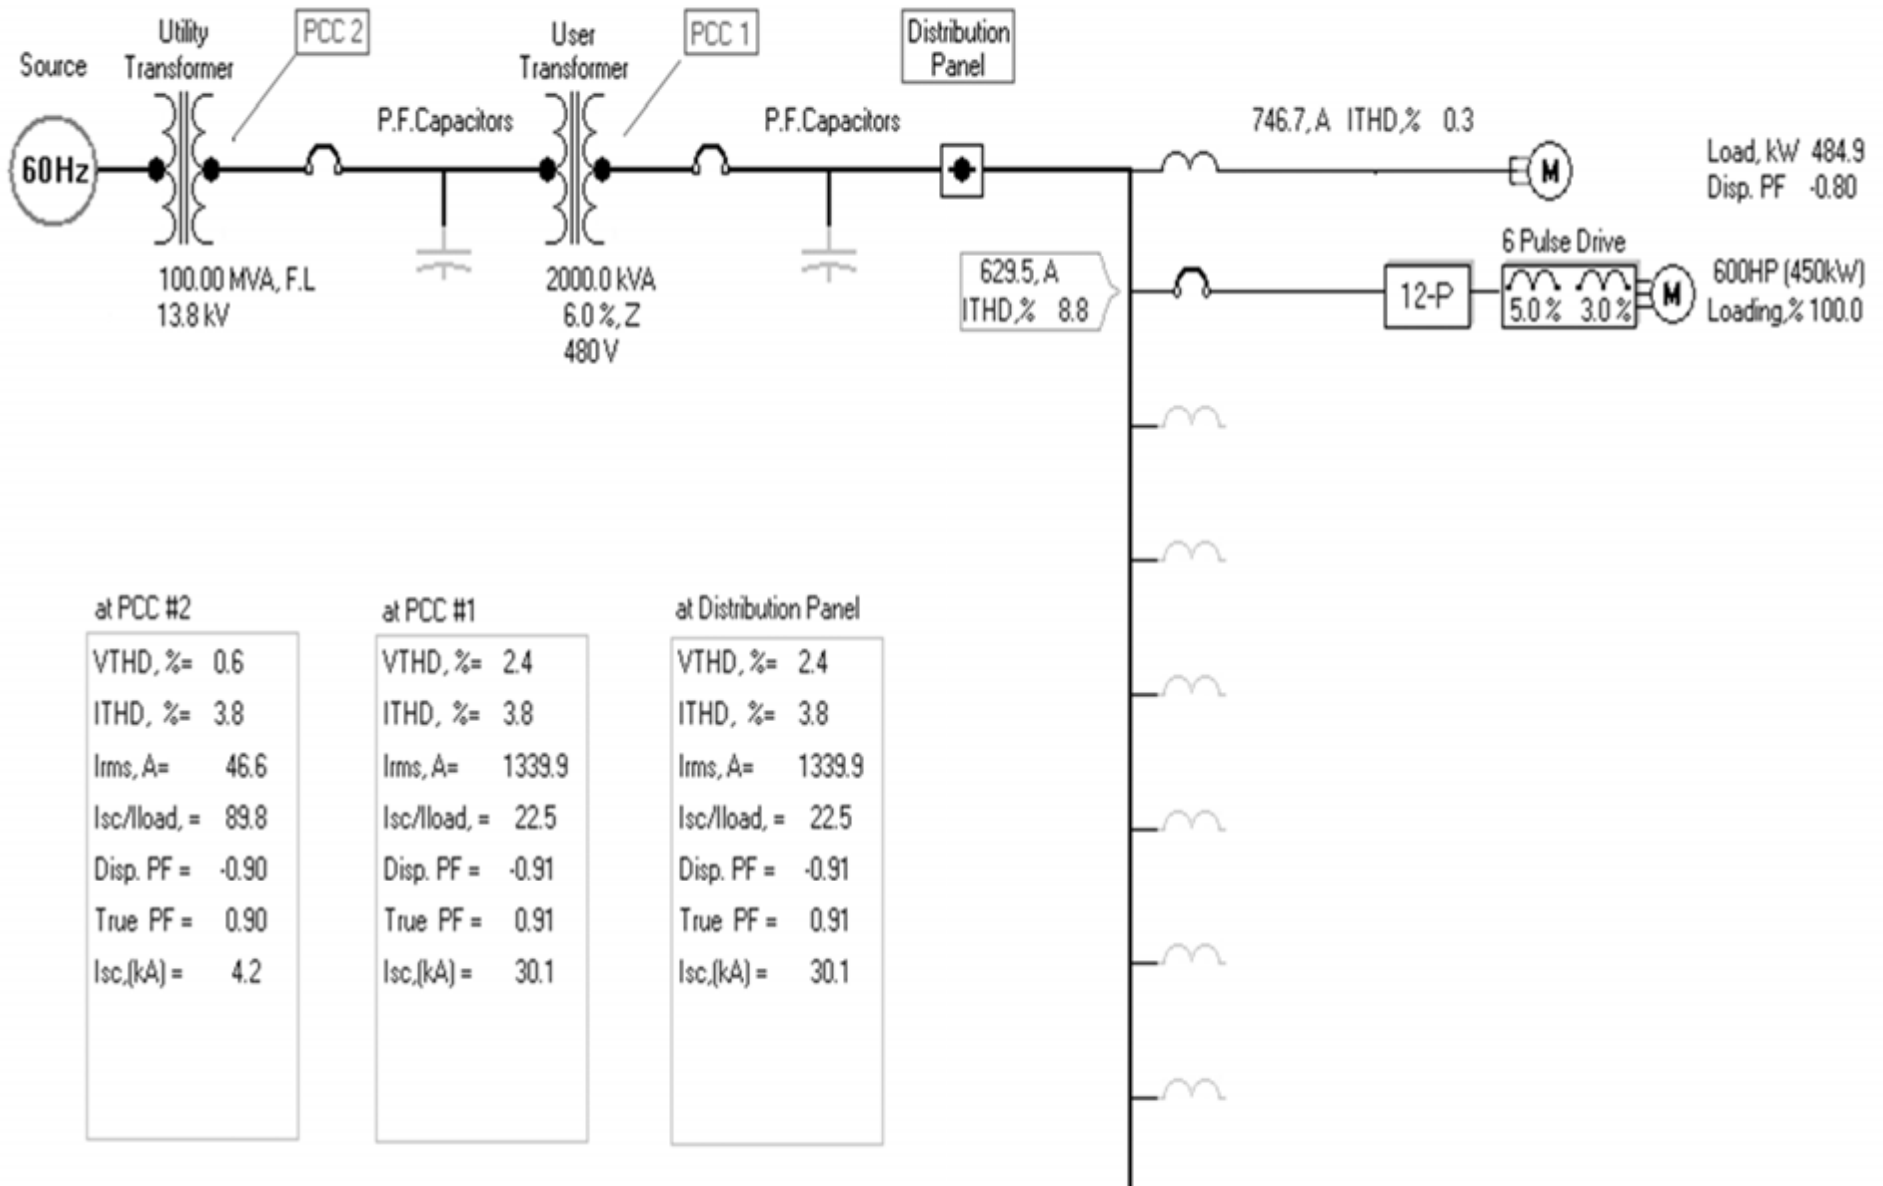 Source
Utility
Transformer
PCC 2
User
Transformer
PCC 1
Distribution
Panel
P.F.Capacitors
P.F.Capacitors
60Hz
100.00 MVA, F.L
13.8 kV
2000.0 kVA
6.0 %, Z
480 V
746.7, A ITHD,% 0.3
M
Load, kW 484.9
Disp. PF -0.80
629.5, A
ITHD,% 8.8
12-P
6 Pulse Drive
5.0 % 3.0 %
M
600HP (450kW)
Loading,% 100.0
at PCC #2
VTHD, %= 0.6
ITHD, %= 3.8
Irms, A= 46.6
Isc/Iload, = 89.8
Disp. PF = -0.90
True PF = 0.90
Isc,(kA) = 4.2
at PCC #1
VTHD, %= 2.4
ITHD, %= 3.8
Irms, A= 1339.9
Isc/Iload, = 22.5
Disp. PF = -0.91
True PF = 0.91
Isc,(kA) = 30.1
at Distribution Panel
VTHD, %= 2.4
ITHD, %= 3.8
Irms, A= 1339.9
Isc/Iload, = 22.5
Disp. PF = -0.91
True PF = 0.91
Isc,(kA) = 30.1